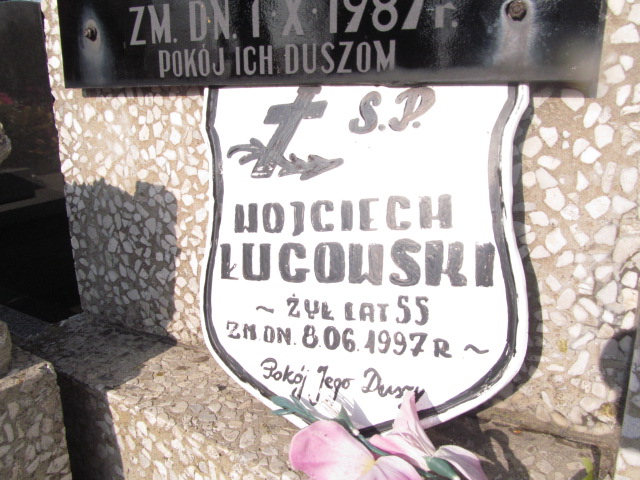 ZM. DN. 1 · X · 1987 r.
POKÓJ ICH DUSZOM
Ś.P.
WOJCIECH
ŁUGOWSKI
~ ŻYŁ LAT 55
ZM DN. 8.06.1997 R ~
Pokój Jego Duszy